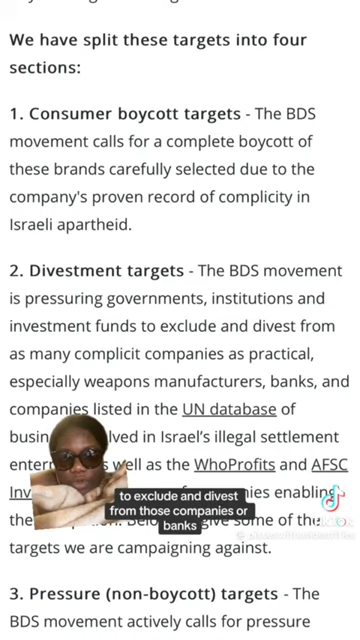 We have split these targets into four
sections:
1. Consumer boycott targets - The BDS
movement calls for a complete boycott of
these brands carefully selected due to the
company's proven record of complicity in
Israeli apartheid.
2. Divestment targets - The BDS movement
is pressuring governments, institutions and
investment funds to exclude and divest from
as many complicit companies as practical,
especially weapons manufacturers, banks, and
companies listed in the UN database of
busin lved in Israel's illegal settlement
enter s well as the WhoProfits and AFSC
Inv nies enabling
to exclude and divest
from those companies or
banks
the give some of the
targets we are campaigning against.
3. Pressure (non-boycott) targets - The
BDS movement actively calls for pressure